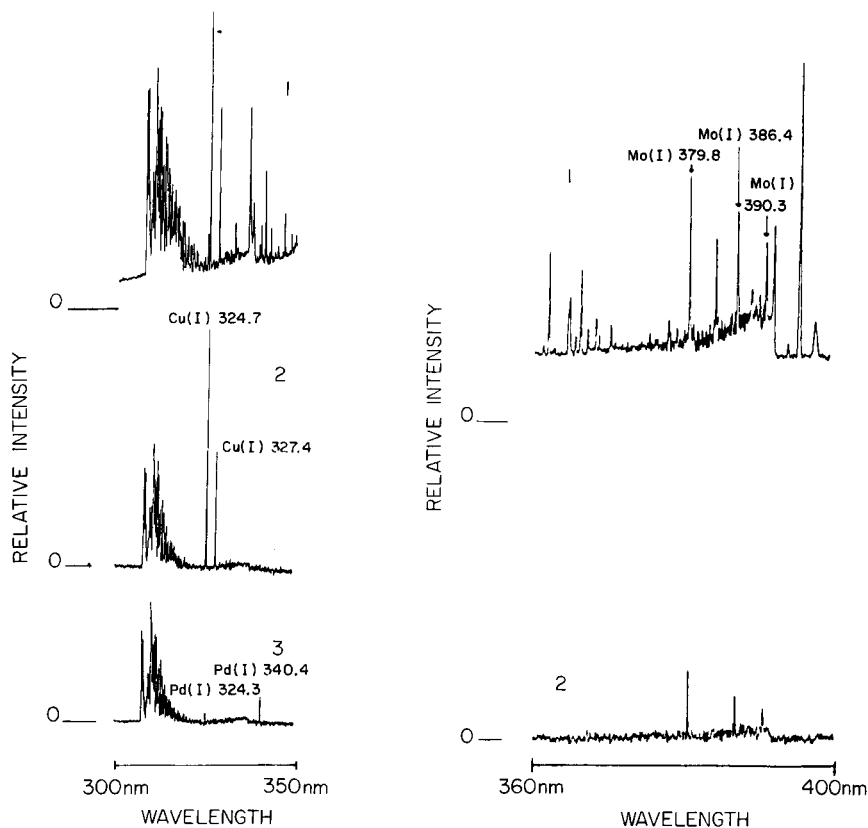 1
0
Cu(I) 324.7
2
Cu(I) 327.4
0
3
Pd(I) 340.4
Pd(I) 324.3
0
RELATIVE INTENSITY
300nm 350nm
WAVELENGTH
Mo(I) 386.4
Mo(I) 379.8
1
Mo(I)
390.3
0
RELATIVE INTENSITY
2
0
360nm 400nm
WAVELENGTH